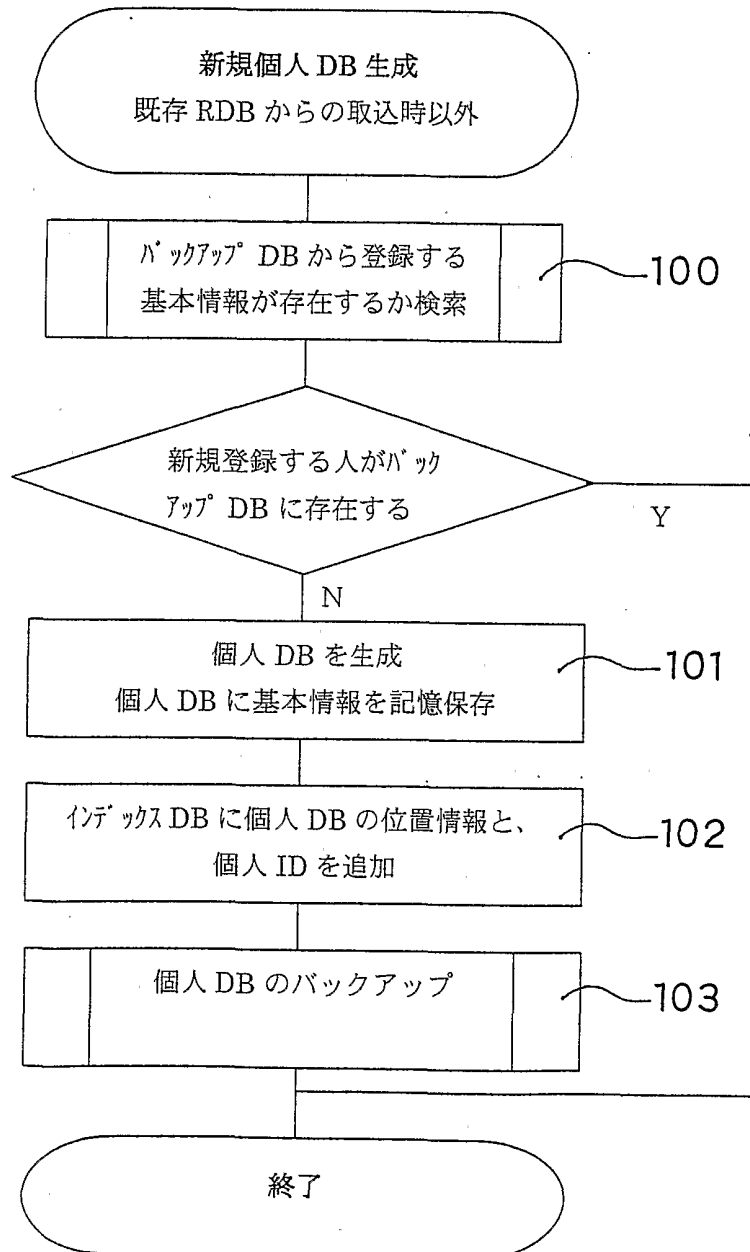 新規個人 DB 生成
既存 RDB からの取込時以外
ﾊﾞｯｸｱｯﾌﾟ DB から登録する
基本情報が存在するか検索
100
新規登録する人がﾊﾞｯｸ
ｱｯﾌﾟ DB に存在する
Y
N
個人 DB を生成
個人 DB に基本情報を記憶保存
101
ｲﾝﾃﾞｯｸｽ DB に個人 DB の位置情報と、
個人 ID を追加
102
個人 DB のバックアップ
103
終了